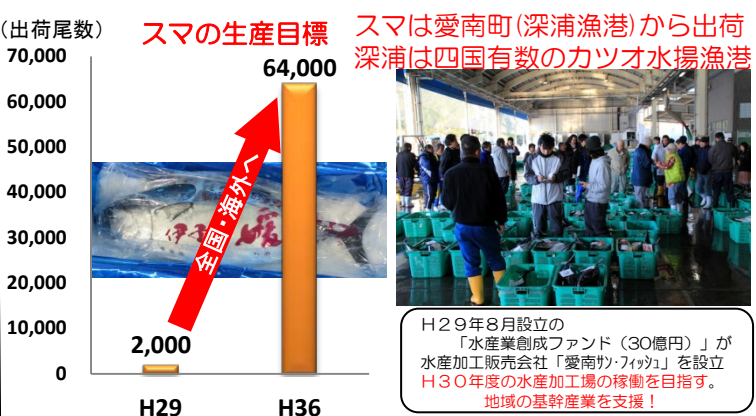 (出荷尾数)
スマの生産目標
70,000
60,000
50,000
40,000
30,000
20,000
10,000
0
64,000
2,000
全国・海外へ
伊予の媛
H29
H36
スマは愛南町(深浦漁港)から出荷
深浦は四国有数のカツオ水揚漁港
H29年8月設立の
「水産業創成ファンド（30億円）」が
水産加工販売会社「愛南ｻﾝ･ﾌｨｯｼｭ」を設立
H30年度の水産加工場の稼働を目指す。
地域の基幹産業を支援！